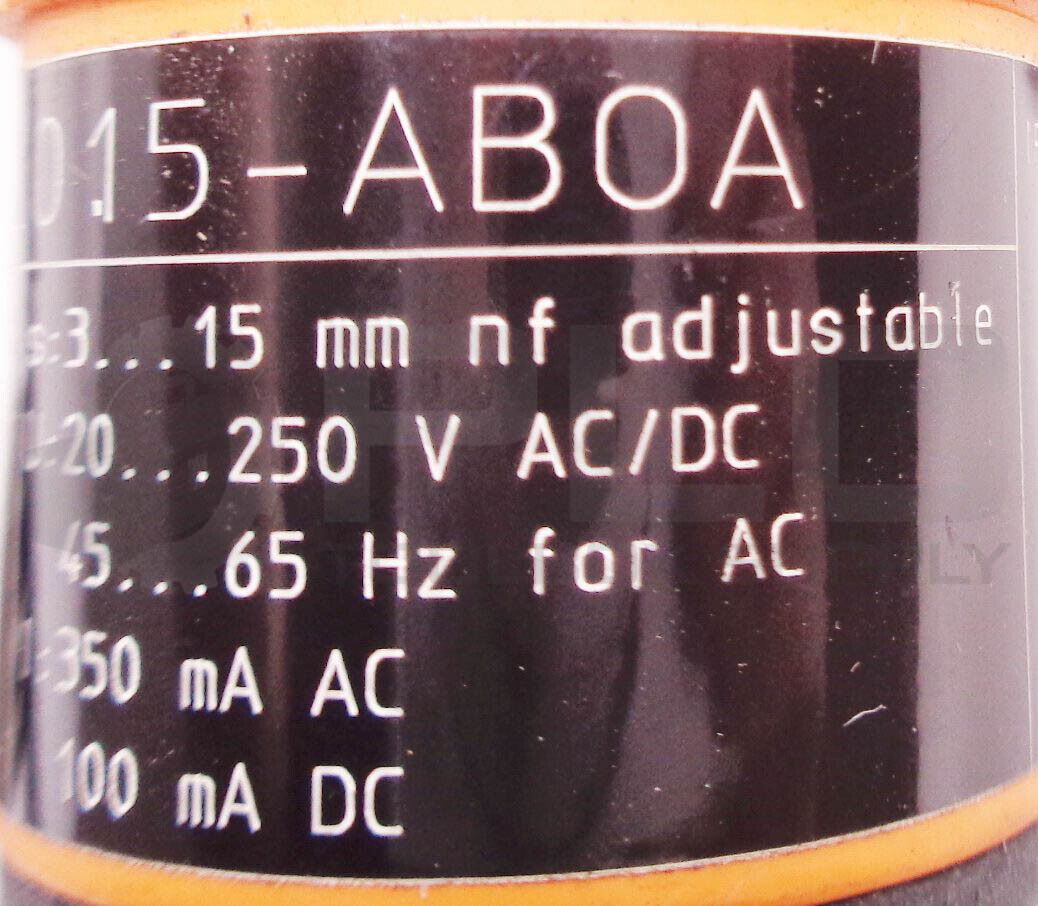 0.15-ABOA
s:3...15 mm nf adjustable
:20...250 V AC/DC
45...65 Hz for AC
:350 mA AC
100 mA DC